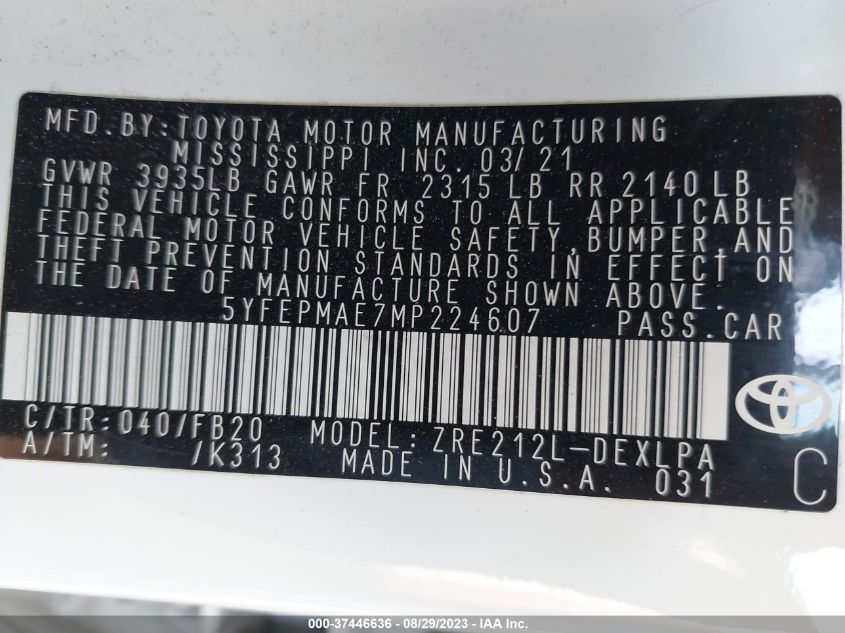 MFD.BY:TOYOTA MOTOR MANUFACTURING
MISSISSIPPI INC. 03/21
GVWR 3935LB GAWR FR 2315 LB RR 2140 LB
THIS VEHICLE CONFORMS TO ALL APPLICABLE
FEDERAL MOTOR VEHICLE SAFETY,BUMPER,AND
THEFT PREVENTION STANDARDS IN EFFECT ON
THE DATE OF MANUFACTURE SHOWN ABOVE.
5YFEPMAE7MP224607 PASS.CAR
C/TR:040/FB20 MODEL:ZRE212L-DEXLPA
A/TM: /K313 MADE IN U.S.A. 031
C
000-37446636 - 08/29/2023 - IAA Inc.